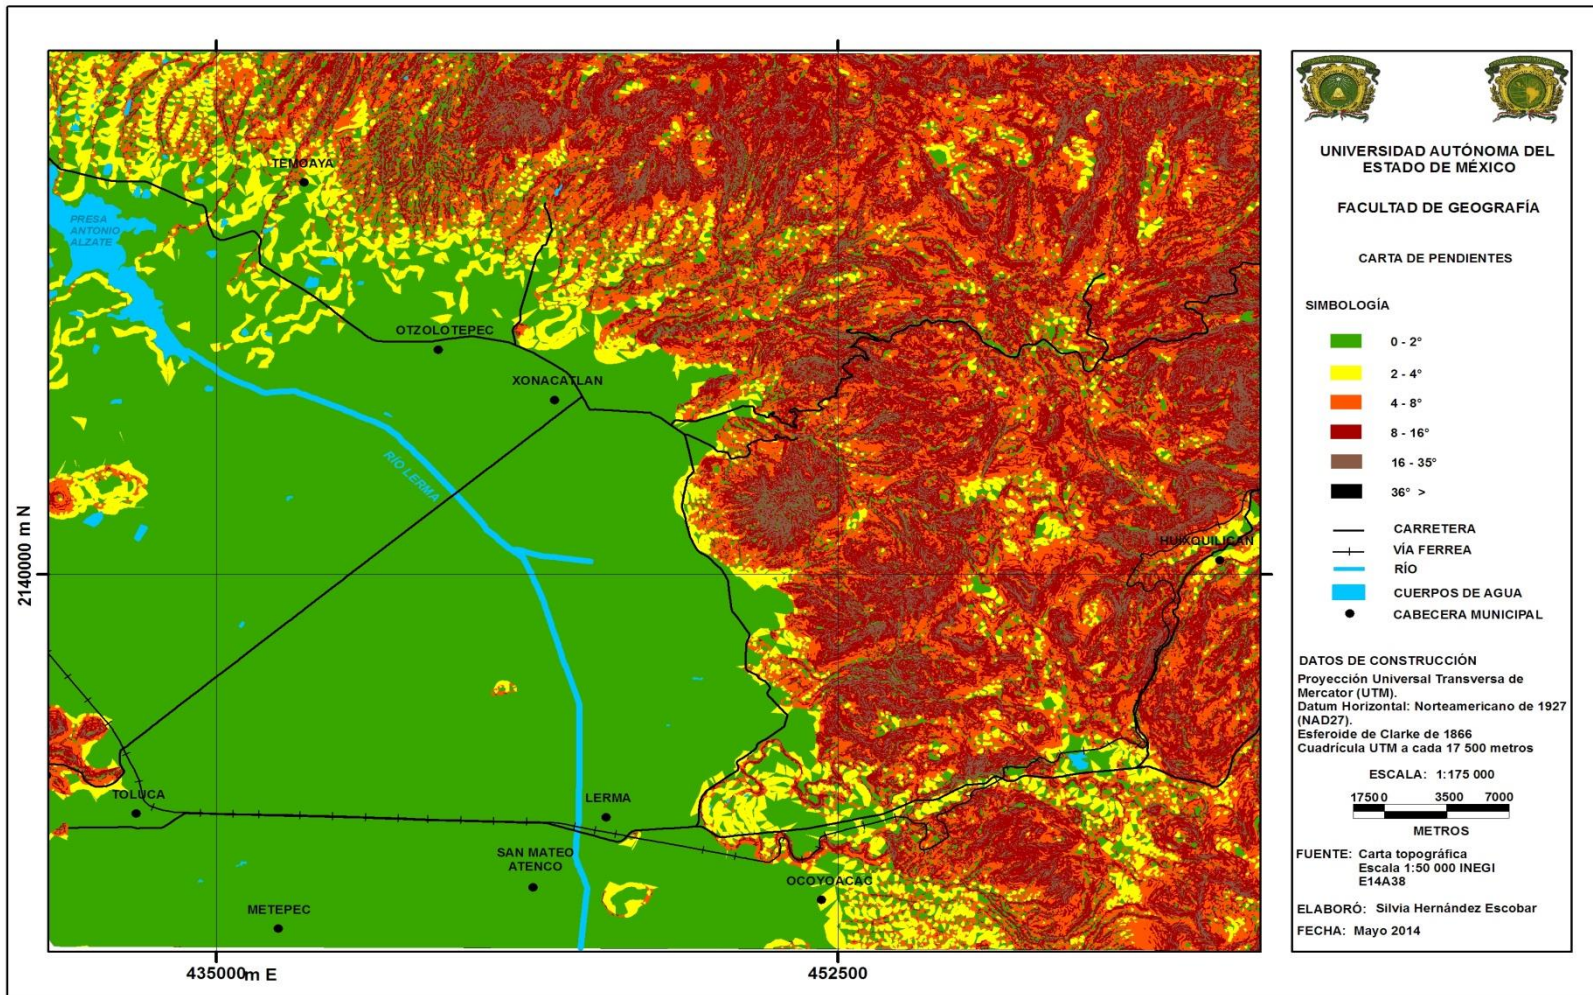 TEMOAYA
PRESA
ANTONIO
ALZATE
OTZOLOTEPEC
XONACATLAN
RÍO LERMA
HUIXQUILICAN
TOLUCA
LERMA
SAN MATEO
ATENCO
OCOYOACAC
METEPEC
2140000 m N
435000 m E
452500
UNIVERSIDAD AUTÓNOMA DEL
ESTADO DE MÉXICO
FACULTAD DE GEOGRAFÍA
CARTA DE PENDIENTES
SIMBOLOGÍA
0 - 2°
2 - 4°
4 - 8°
8 - 16°
16 - 35°
36° >
CARRETERA
VÍA FERREA
RÍO
CUERPOS DE AGUA
CABECERA MUNICIPAL
DATOS DE CONSTRUCCIÓN
Proyección Universal Transversa de
Mercator (UTM).
Datum Horizontal: Norteamericano de 1927
(NAD27).
Esferoide de Clarke de 1866
Cuadrícula UTM a cada 17 500 metros
ESCALA: 1:175 000
1750 0 3500 7000
METROS
FUENTE: Carta topográfica
Escala 1:50 000 INEGI
E14A38
ELABORÓ: Silvia Hernández Escobar
FECHA: Mayo 2014